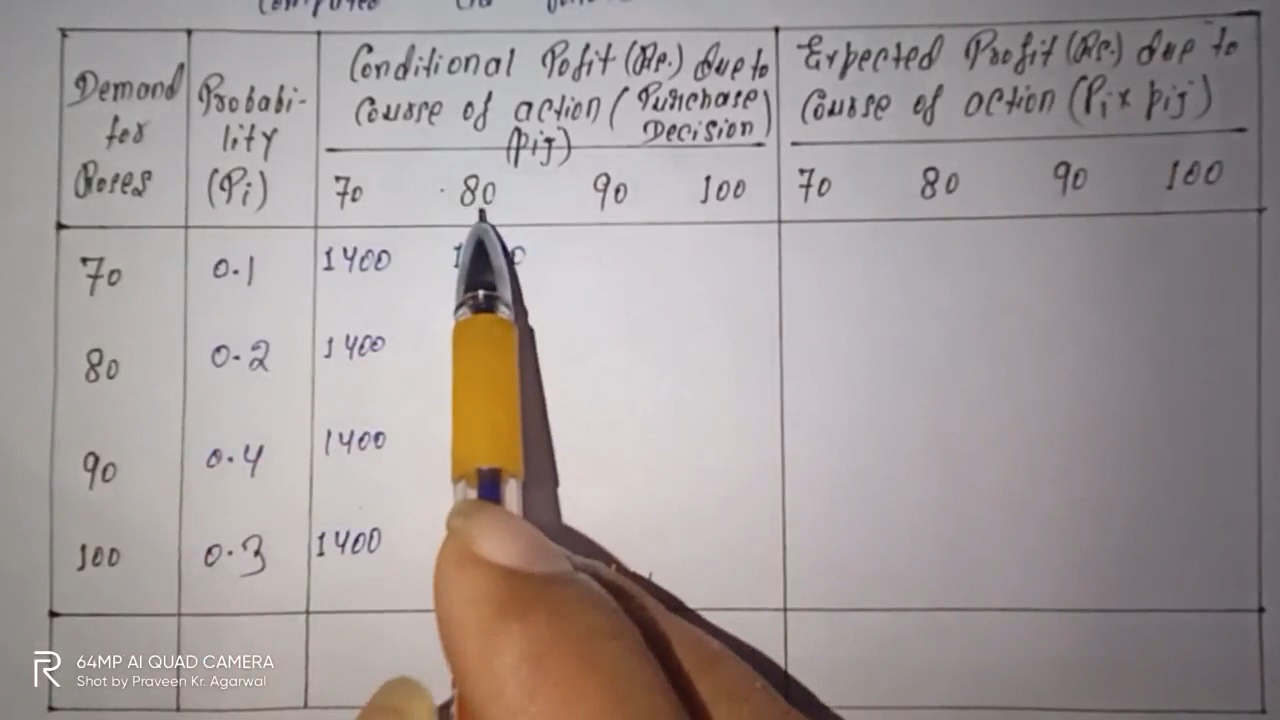 Demand
for
Roses
Probabi-
lity
(Pi)
Conditional Pofit (Rs.) due to
Course of action (Purchase
Decision)
(pij)
70 80 90 100
Expected Profit (Rs.) due to
Course of action (Pi x pij)
70 80 90 100
70 0.1 1400
80 0.2 1400
90 0.4 1400
100 0.3 1400
64MP AI QUAD CAMERA
Shot by Praveen Kr. Agarwal